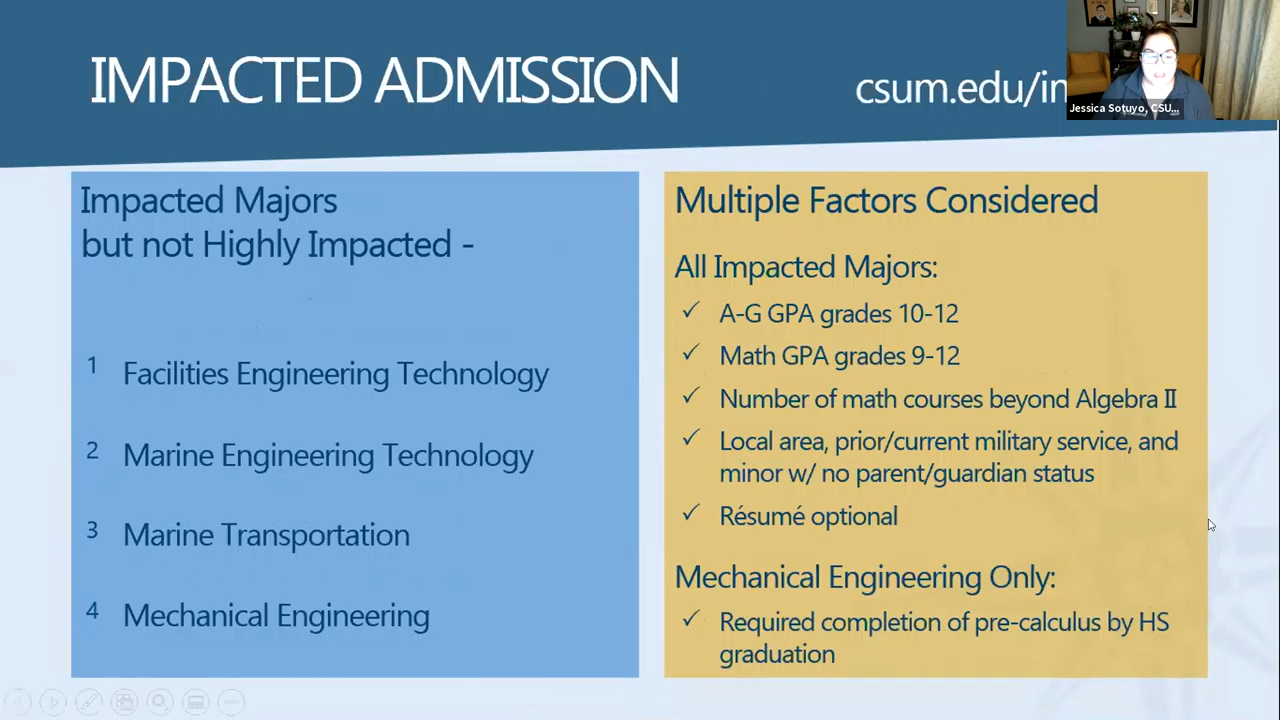 IMPACTED ADMISSION
csum.edu/im
Jessica Sotuyo, CSU...
Impacted Majors
but not Highly Impacted -
1 Facilities Engineering Technology
2 Marine Engineering Technology
3 Marine Transportation
4 Mechanical Engineering
Multiple Factors Considered
All Impacted Majors:
✓ A-G GPA grades 10-12
✓ Math GPA grades 9-12
✓ Number of math courses beyond Algebra II
✓ Local area, prior/current military service, and
minor w/ no parent/guardian status
✓ Résumé optional
Mechanical Engineering Only:
✓ Required completion of pre-calculus by HS
graduation